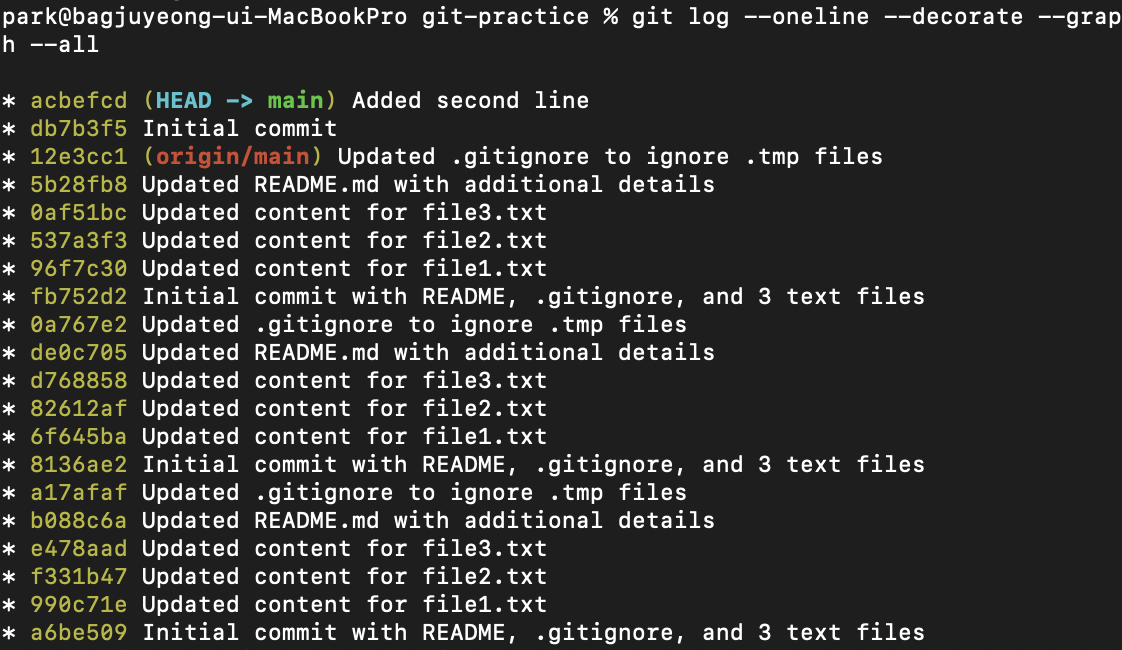 park@bagjuyeong-ui-MacBookPro git-practice % git log --oneline --decorate --grap
h --all
* acbefcd (HEAD -> main) Added second line
* db7b3f5 Initial commit
* 12e3cc1 (origin/main) Updated .gitignore to ignore .tmp files
* 5b28fb8 Updated README.md with additional details
* 0af51bc Updated content for file3.txt
* 537a3f3 Updated content for file2.txt
* 96f7c30 Updated content for file1.txt
* fb752d2 Initial commit with README, .gitignore, and 3 text files
* 0a767e2 Updated .gitignore to ignore .tmp files
* de0c705 Updated README.md with additional details
* d768858 Updated content for file3.txt
* 82612af Updated content for file2.txt
* 6f645ba Updated content for file1.txt
* 8136ae2 Initial commit with README, .gitignore, and 3 text files
* a17afaf Updated .gitignore to ignore .tmp files
* b088c6a Updated README.md with additional details
* e478aad Updated content for file3.txt
* f331b47 Updated content for file2.txt
* 990c71e Updated content for file1.txt
* a6be509 Initial commit with README, .gitignore, and 3 text files